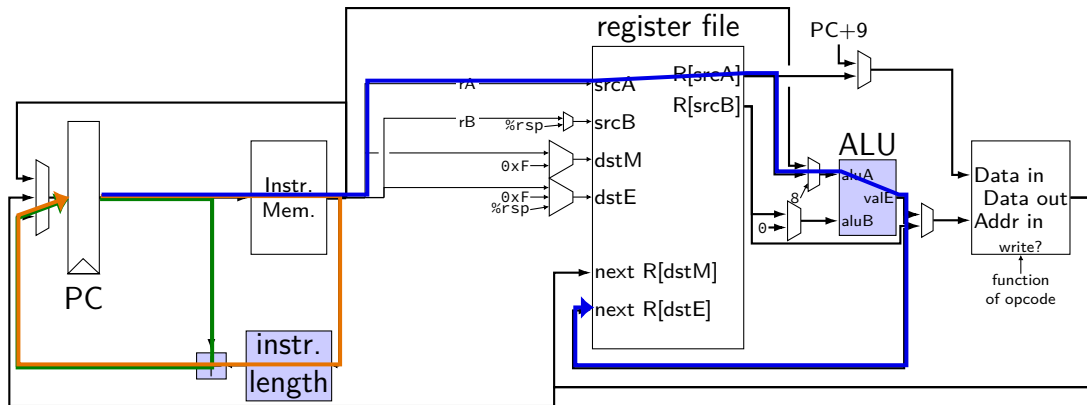 register file
PC+9
rA
srcA
R[srcA]
R[srcB]
rB
%rsp
srcB
ALU
Instr.
Mem.
0xF
dstM
0xF
%rsp
dstE
8
aluA
valE
0
aluB
Data in
Data out
Addr in
write?
function
of opcode
PC
next R[dstM]
next R[dstE]
instr.
length
+